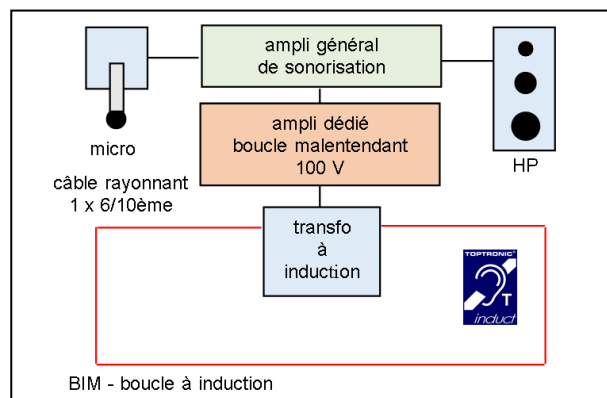 ampli général
de sonorisation
ampli dédié
boucle malentendant
100 V
micro
HP
câble rayonnant
1 x 6/10ème
transfo
à
induction
TOPTRONIC®
T
induct
BIM - boucle à induction